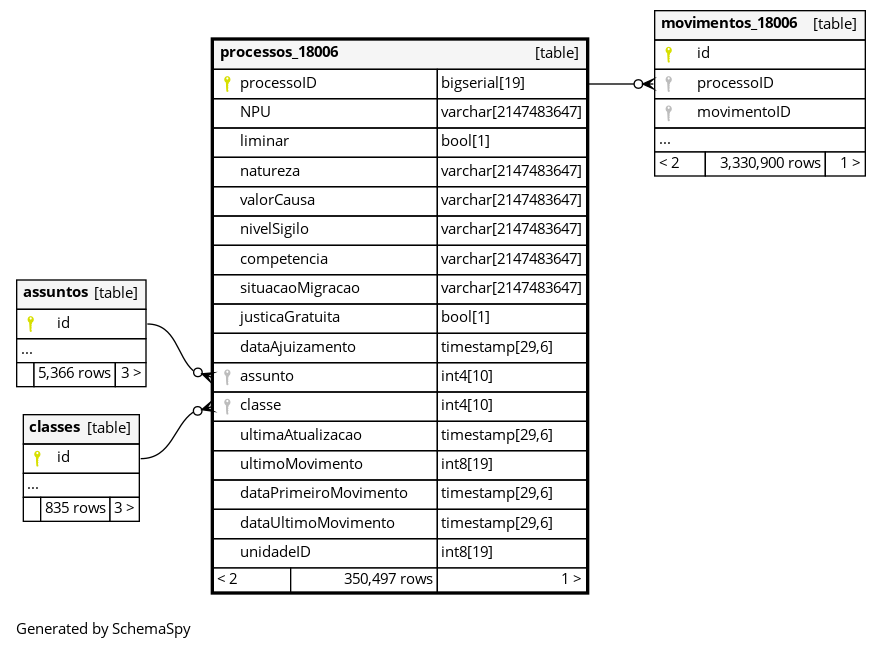 movimentos_18006 [table]
id
processoID
movimentoID
...
< 2 3,330,900 rows 1 >
processos_18006 [table]
processoID bigserial[19]
NPU varchar[2147483647]
liminar bool[1]
natureza varchar[2147483647]
valorCausa varchar[2147483647]
nivelSigilo varchar[2147483647]
competencia varchar[2147483647]
situacaoMigracao varchar[2147483647]
justicaGratuita bool[1]
dataAjuizamento timestamp[29,6]
assunto int4[10]
classe int4[10]
ultimaAtualizacao timestamp[29,6]
ultimoMovimento int8[19]
dataPrimeiroMovimento timestamp[29,6]
dataUltimoMovimento timestamp[29,6]
unidadeID int8[19]
< 2 350,497 rows 1 >
assuntos [table]
id
...
5,366 rows 3 >
classes [table]
id
...
835 rows 3 >
Generated by SchemaSpy